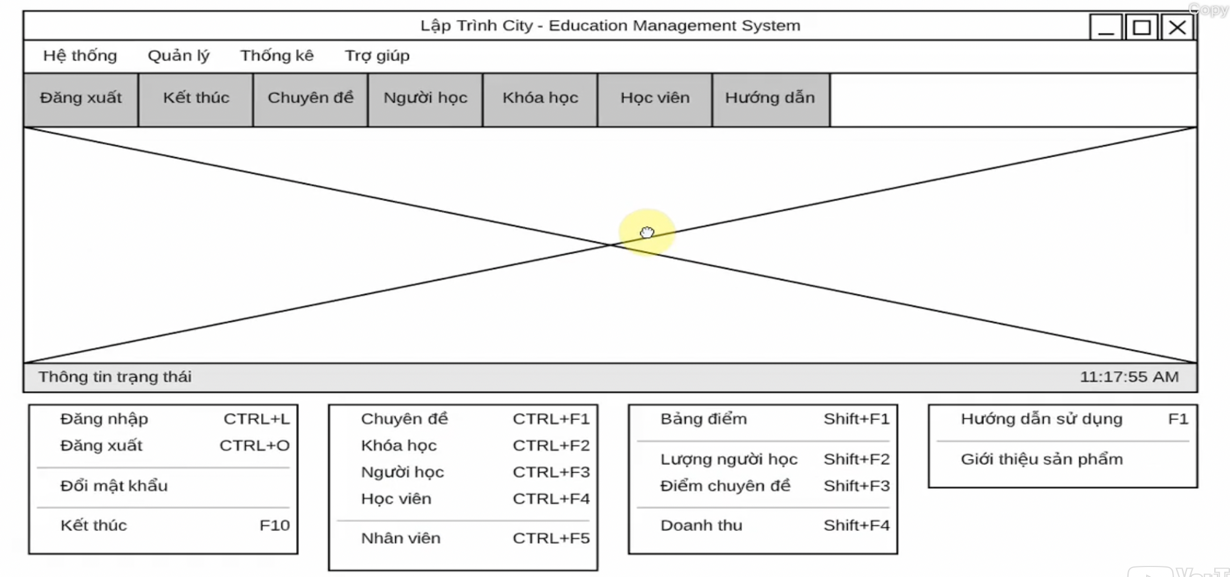 Copy
Lập Trình City - Education Management System
Hệ thống Quản lý Thống kê Trợ giúp
Đăng xuất Kết thúc Chuyên đề Người học Khóa học Học viên Hướng dẫn
Thông tin trạng thái 11:17:55 AM
Đăng nhập CTRL+L
Đăng xuất CTRL+O
Đổi mật khẩu
Kết thúc F10
Chuyên đề CTRL+F1
Khóa học CTRL+F2
Người học CTRL+F3
Học viên CTRL+F4
Nhân viên CTRL+F5
Bảng điểm Shift+F1
Lượng người học Shift+F2
Điểm chuyên đề Shift+F3
Doanh thu Shift+F4
Hướng dẫn sử dụng F1
Giới thiệu sản phẩm